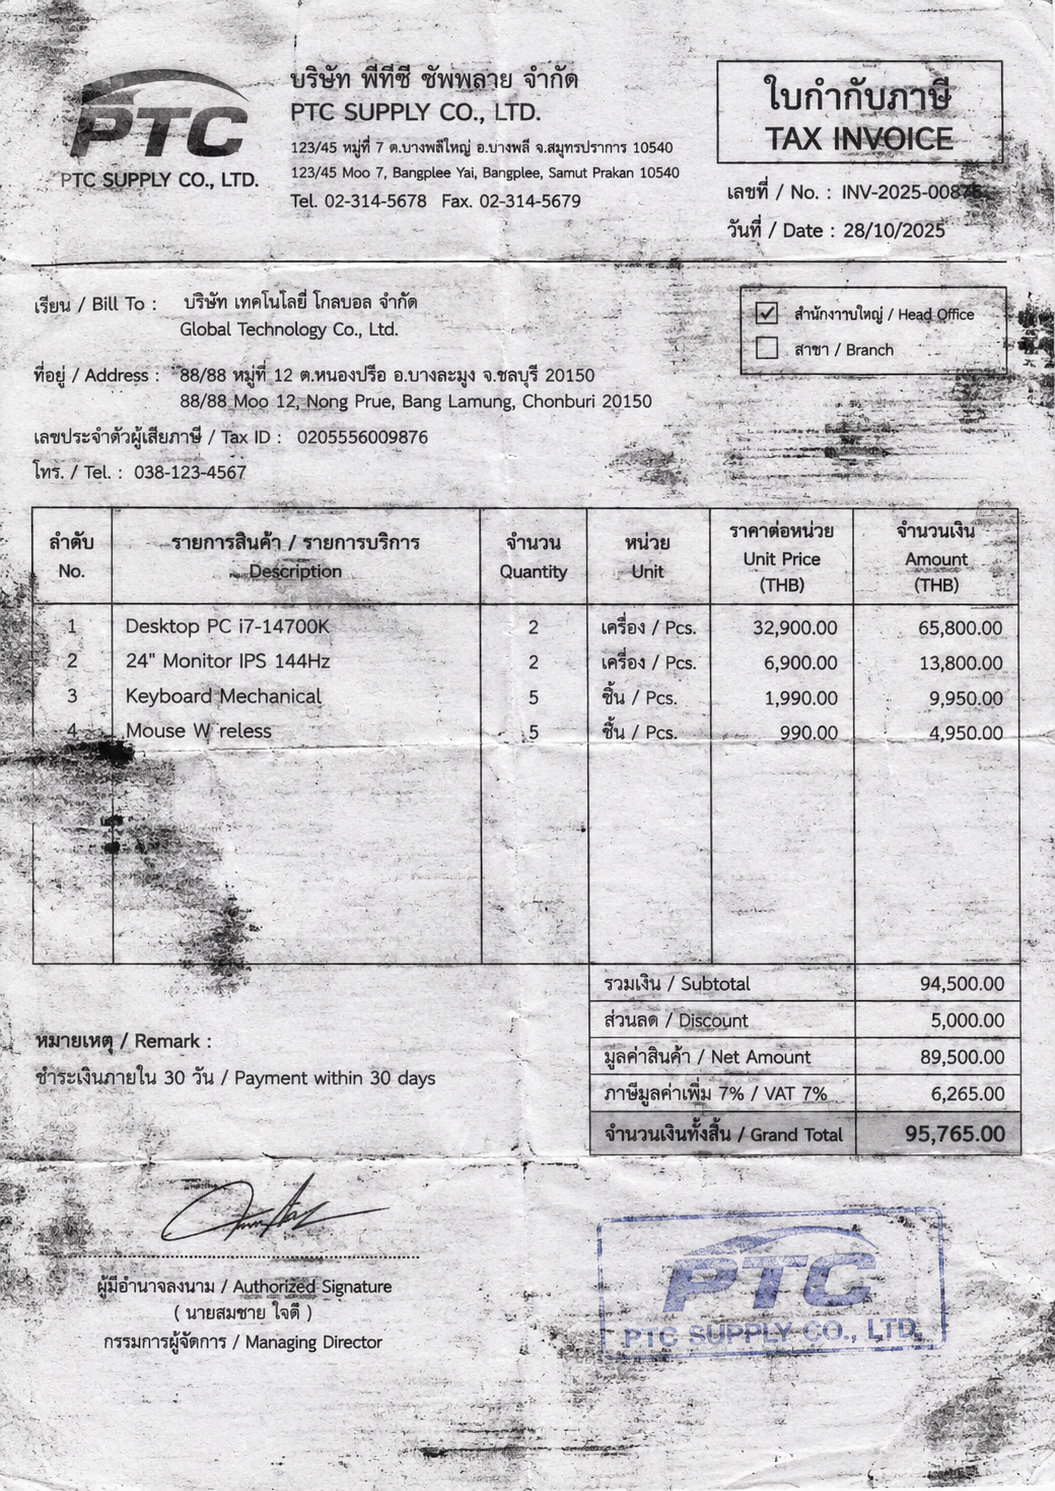 PTC
PTC SUPPLY CO., LTD.
บริษัท พีทีซี ซัพพลาย จำกัด
PTC SUPPLY CO., LTD.
123/45 หมู่ที่ 7 ต.บางพลีใหญ่ อ.บางพลี จ.สมุทรปราการ 10540
123/45 Moo 7, Bangplee Yai, Bangplee, Samut Prakan 10540
Tel. 02-314-5678 Fax. 02-314-5679
ใบกำกับภาษี
TAX INVOICE
เลขที่ / No. :
วันที่ / Date : 28/10/2025
เรียน / Bill To : บริษัท เทคโนโลยี่ โกลบอล จำกัด
Global Technology Co., Ltd.
สำนักงาานใหญ่ / Head Office
สาขา / Branch
ที่อยู่ / Address : 88/88 หมู่ที่ 12 ต.หนองปรือ อ.บางละมุง จ.ชลบุรี 20150
88/88 Moo 12, Nong Prue, Bang Lamung, Chonburi 20150
เลขประจำตัวผู้เสียภาษี / Tax ID : 0205556009876
โทร. / Tel. : 038-123-4567
ลำดับ รายการสินค้า / รายการบริการ จำนวน หน่วย ราคาต่อหน่วย จำนวนเงิน
No. Description Quantity Unit Unit Price Amount
(THB) (THB)
1 Desktop PC i7-14700K 2 เครื่อง / Pcs. 32,900.00 65,800.00
2 24" Monitor IPS 144Hz 2 เครื่อง / Pcs. 6,900.00 13,800.00
3 Keyboard Mechanical 5 ชิ้น / Pcs. 1,990.00 9,950.00
4 Mouse W reless 5 ชิ้น / Pcs. 990.00 4,950.00
รวมเงิน / Subtotal 94,500.00
ส่วนลด / Discount 5,000.00
มูลค่าสินค้า / Net Amount 89,500.00
ภาษีมูลค่าเพิ่ม 7% / VAT 7% 6,265.00
จำนวนเงินทั้งสิ้น / Grand Total 95,765.00
หมายเหตุ / Remark :
ชำระเงินภายใน 30 วัน / Payment within 30 days
ผู้มีอำนาจลงนาม / Authorized Signature
( นายสมชาย ใจดี )
กรรมการผู้จัดการ / Managing Director
PTC
PTC SUPPLY CO., LTD.